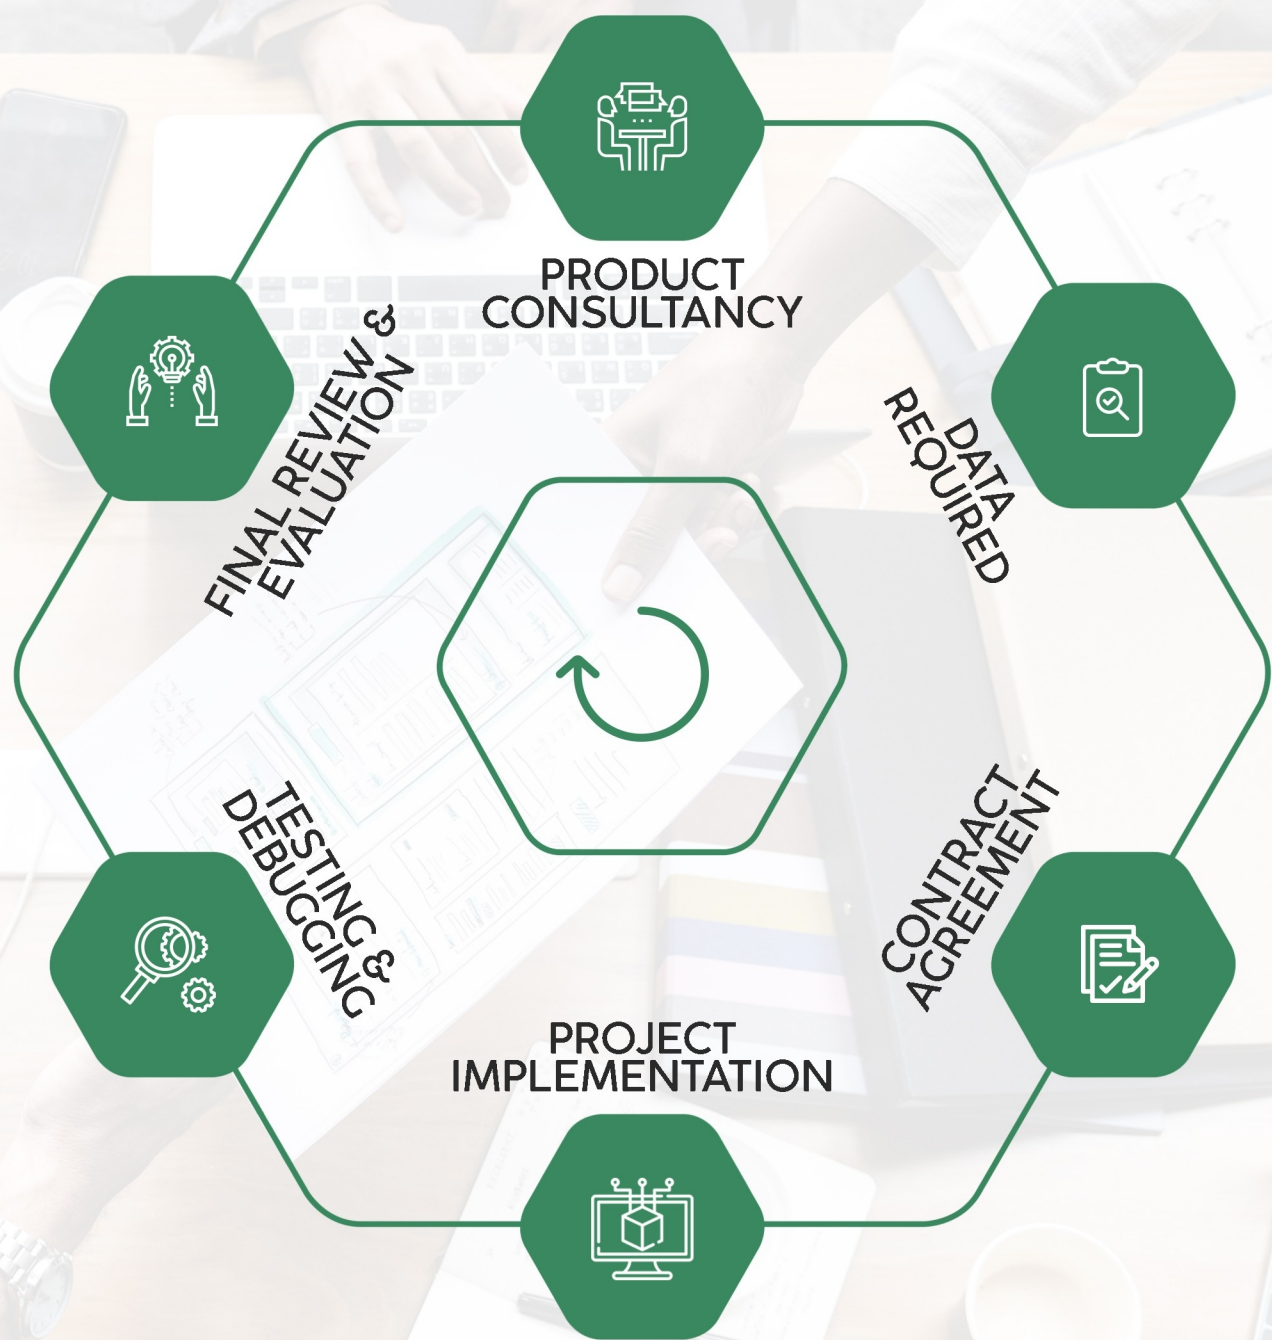 PRODUCT
CONSULTANCY
DATA
REQUIRED
CONTRACT
AGREEMENT
PROJECT
IMPLEMENTATION
TESTING &
DEBUGGING
FINAL REVIEW &
EVALUATION